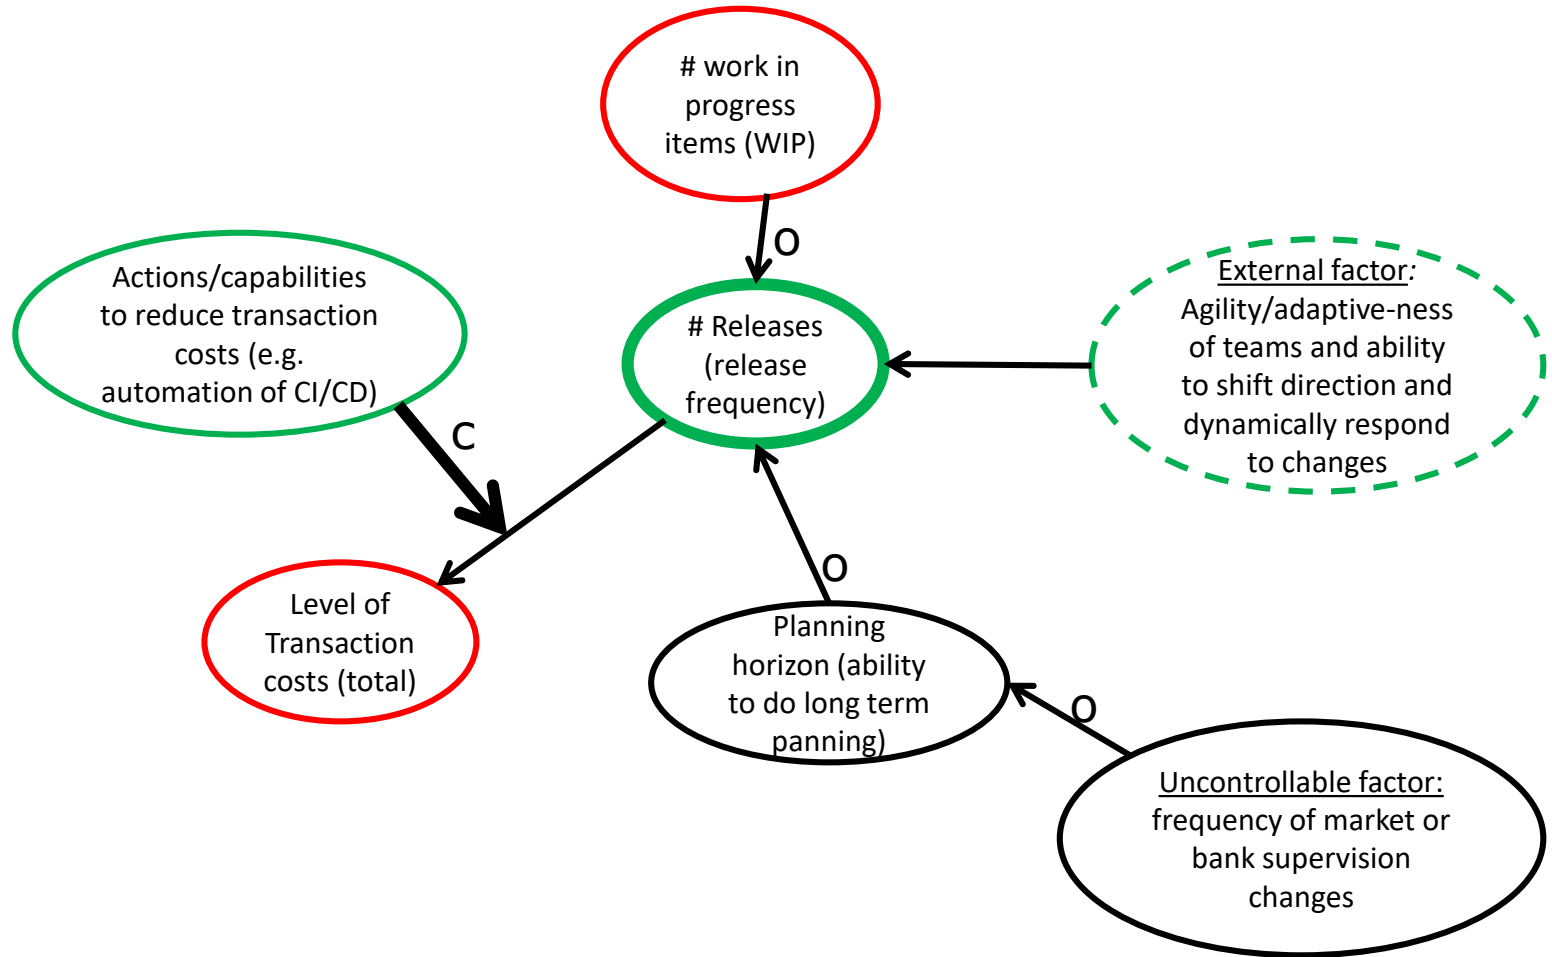 # work in
progress
items (WIP)
O
Actions/capabilities
to reduce transaction
costs (e.g.
automation of CI/CD)
C
# Releases
(release
frequency)
External factor:
Agility/adaptive-ness
of teams and ability
to shift direction and
dynamically respond
to changes
O
Level of
Transaction
costs (total)
Planning
horizon (ability
to do long term
panning)
O
Uncontrollable factor:
frequency of market or
bank supervision
changes